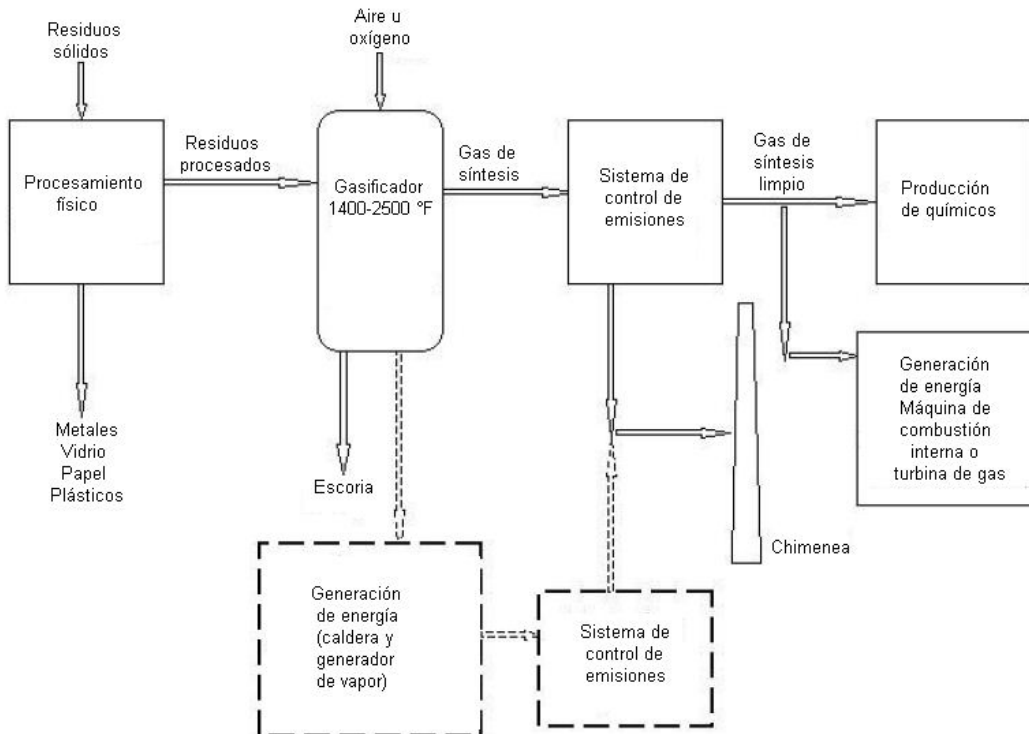 Residuos
sólidos
Aire u
oxígeno
Procesamiento
físico
Residuos
procesados
Gasificador
1400-2500 °F
Gas de
síntesis
Sistema de
control de
emisiones
Gas de
síntesis
limpio
Producción
de químicos
Metales
Vidrio
Papel
Plásticos
Escoria
Generación
de energía
Máquina de
combustión
interna o
turbina de gas
Chimenea
Generación
de energía
(caldera y
generador
de vapor)
Sistema de
control de
emisiones